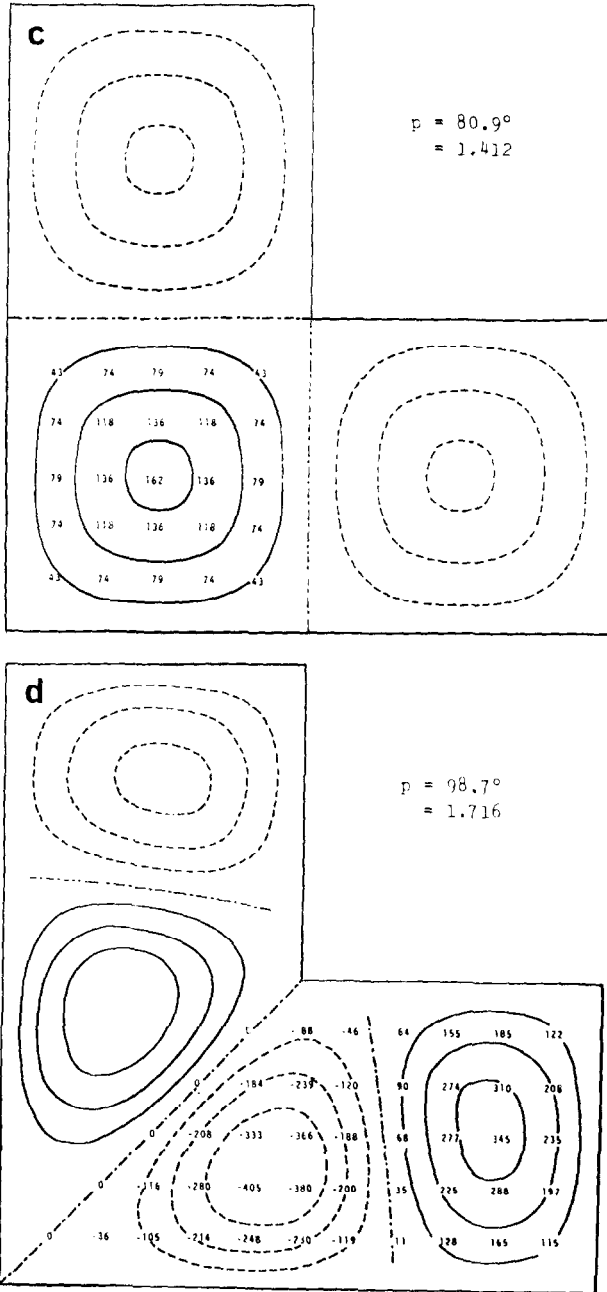 c
p = 80.9°
= 1.412
43 74 79 74 43
74 118 136 118 74
79 136 162 136 79
74 118 136 118 74
43 74 79 74 43
d
p = 98.7°
= 1.716
0 -88 -46 64 155 185 122
0 -184 -239 -120 90 274 310 208
0 -208 -333 -366 -188 68 277 345 235
0 -116 -280 -405 -380 -200 35 225 288 197
0 -36 -105 -214 -248 -230 -119 11 128 165 115